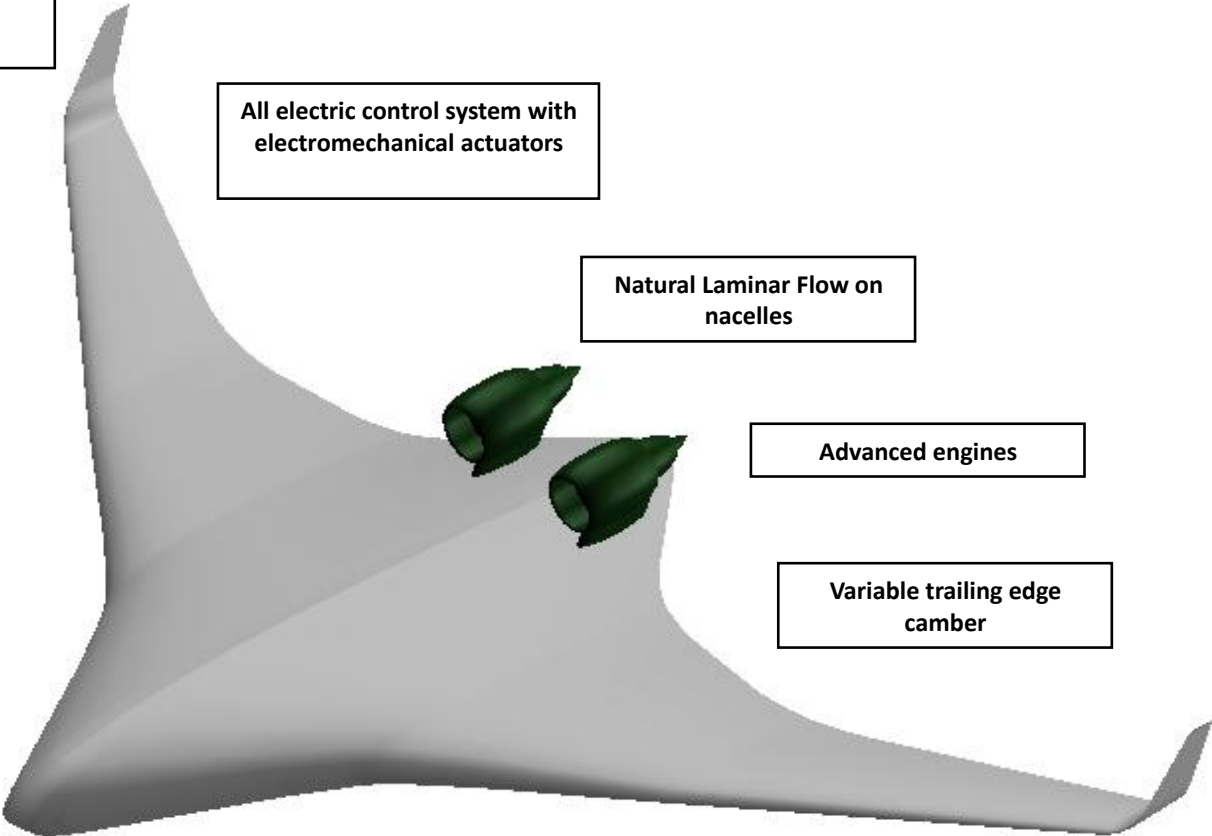 All electric control system with
electromechanical actuators
Natural Laminar Flow on
nacelles
Advanced engines
Variable trailing edge
camber